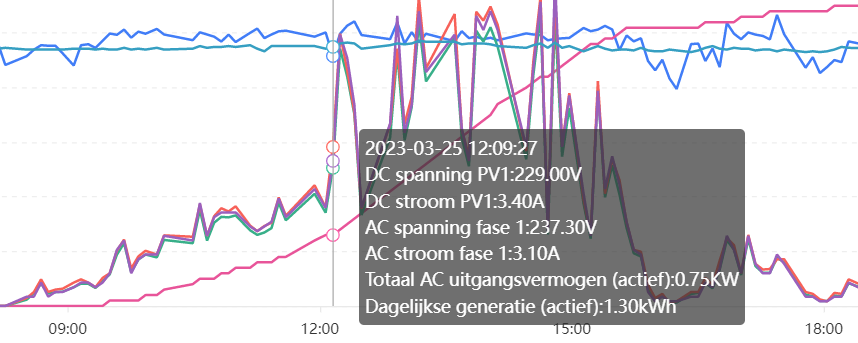 2023-03-25 12:09:27
DC spanning PV1:229.00V
DC stroom PV1:3.40A
AC spanning fase 1:237.30V
AC stroom fase 1:3.10A
Totaal AC uitgangsvermogen (actief):0.75KW
Dagelijkse generatie (actief):1.30kWh
09:00 12:00 15:00 18:00